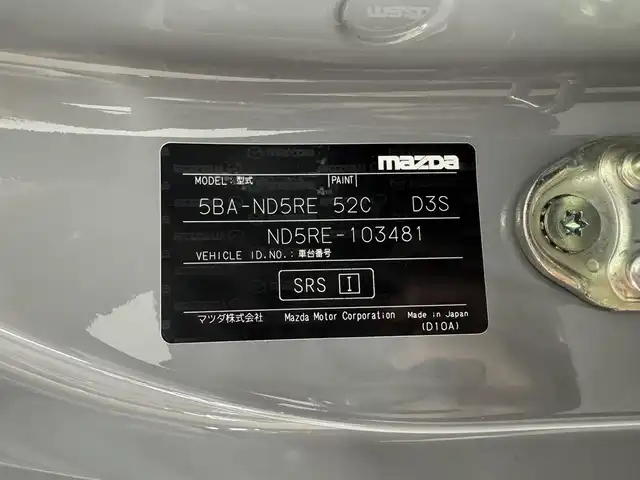 mazda
MODEL:型式 PAINT
5BA-ND5RE 52C D3S
ND5RE-103481
VEHICLE ID.NO.:車台番号
SRS I
マツダ株式会社 Mazda Motor Corporation Made in Japan
(D10A)